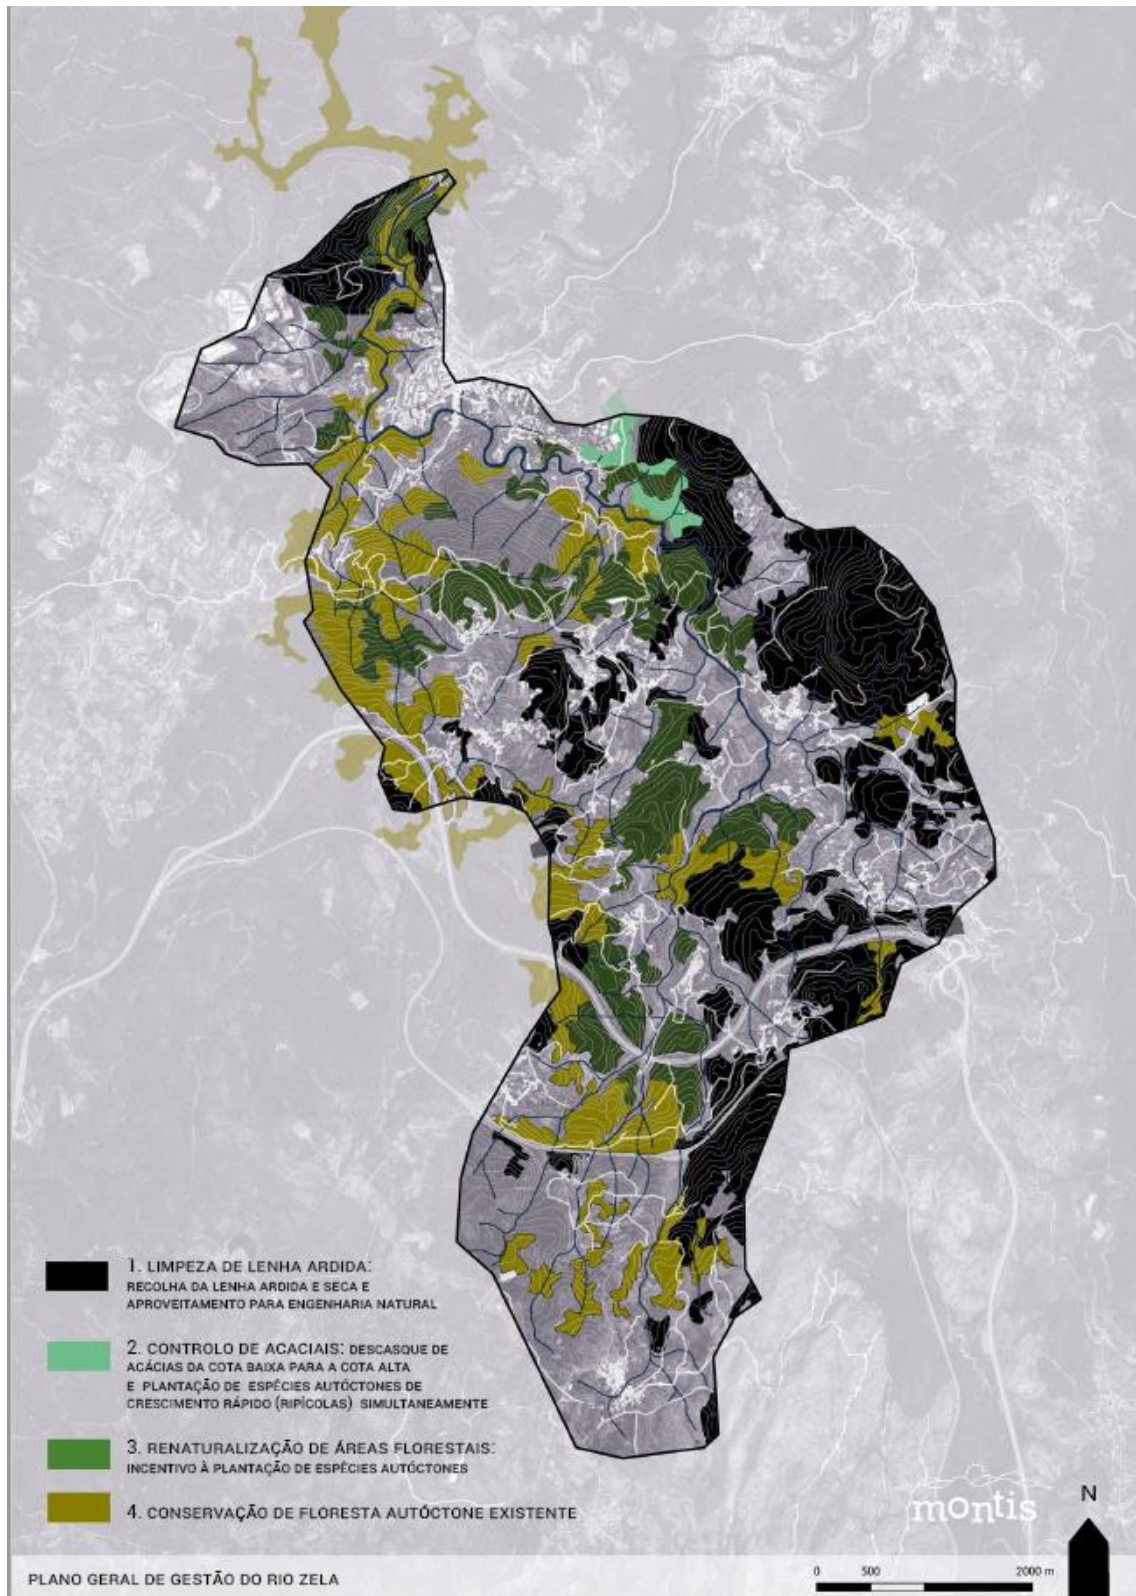 1. LIMPEZA DE LENHA ARDIDA:
RECOLHA DA LENHA ARDIDA E SECA E
APROVEITAMENTO PARA ENGENHARIA NATURAL
2. CONTROLO DE ACACIAIS: DESCASQUE DE
ACÁCIAS DA COTA BAIXA PARA A COTA ALTA
E PLANTAÇÃO DE ESPÉCIES AUTÓCTONES DE
CRESCIMENTO RÁPIDO (RIPÍCOLAS) SIMULTANEAMENTE
3. RENATURALIZAÇÃO DE ÁREAS FLORESTAIS:
INCENTIVO À PLANTAÇÃO DE ESPÉCIES AUTÓCTONES
4. CONSERVAÇÃO DE FLORESTA AUTÓCTONE EXISTENTE
montis
N
PLANO GERAL DE GESTÃO DO RIO ZELA
0 500 2000 m